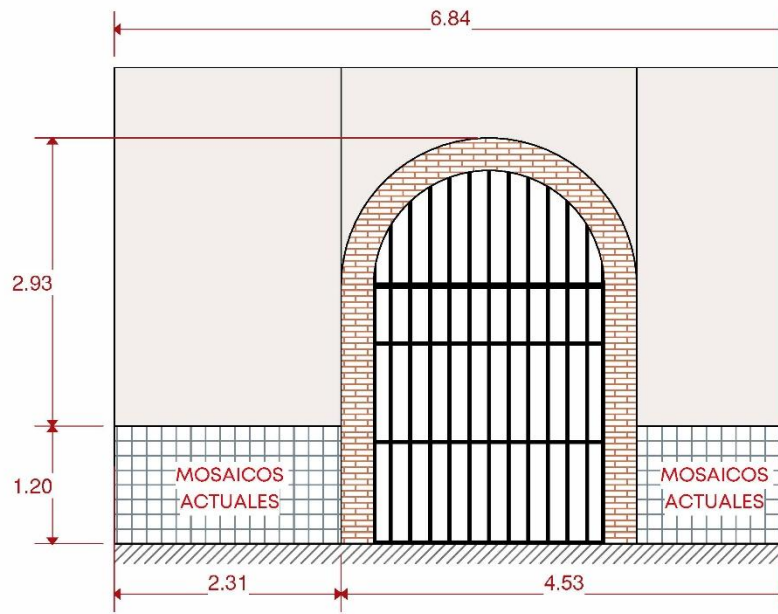 6.84
2.93
MOSAICOS
ACTUALES
MOSAICOS
ACTUALES
1.20
2.31
4.53